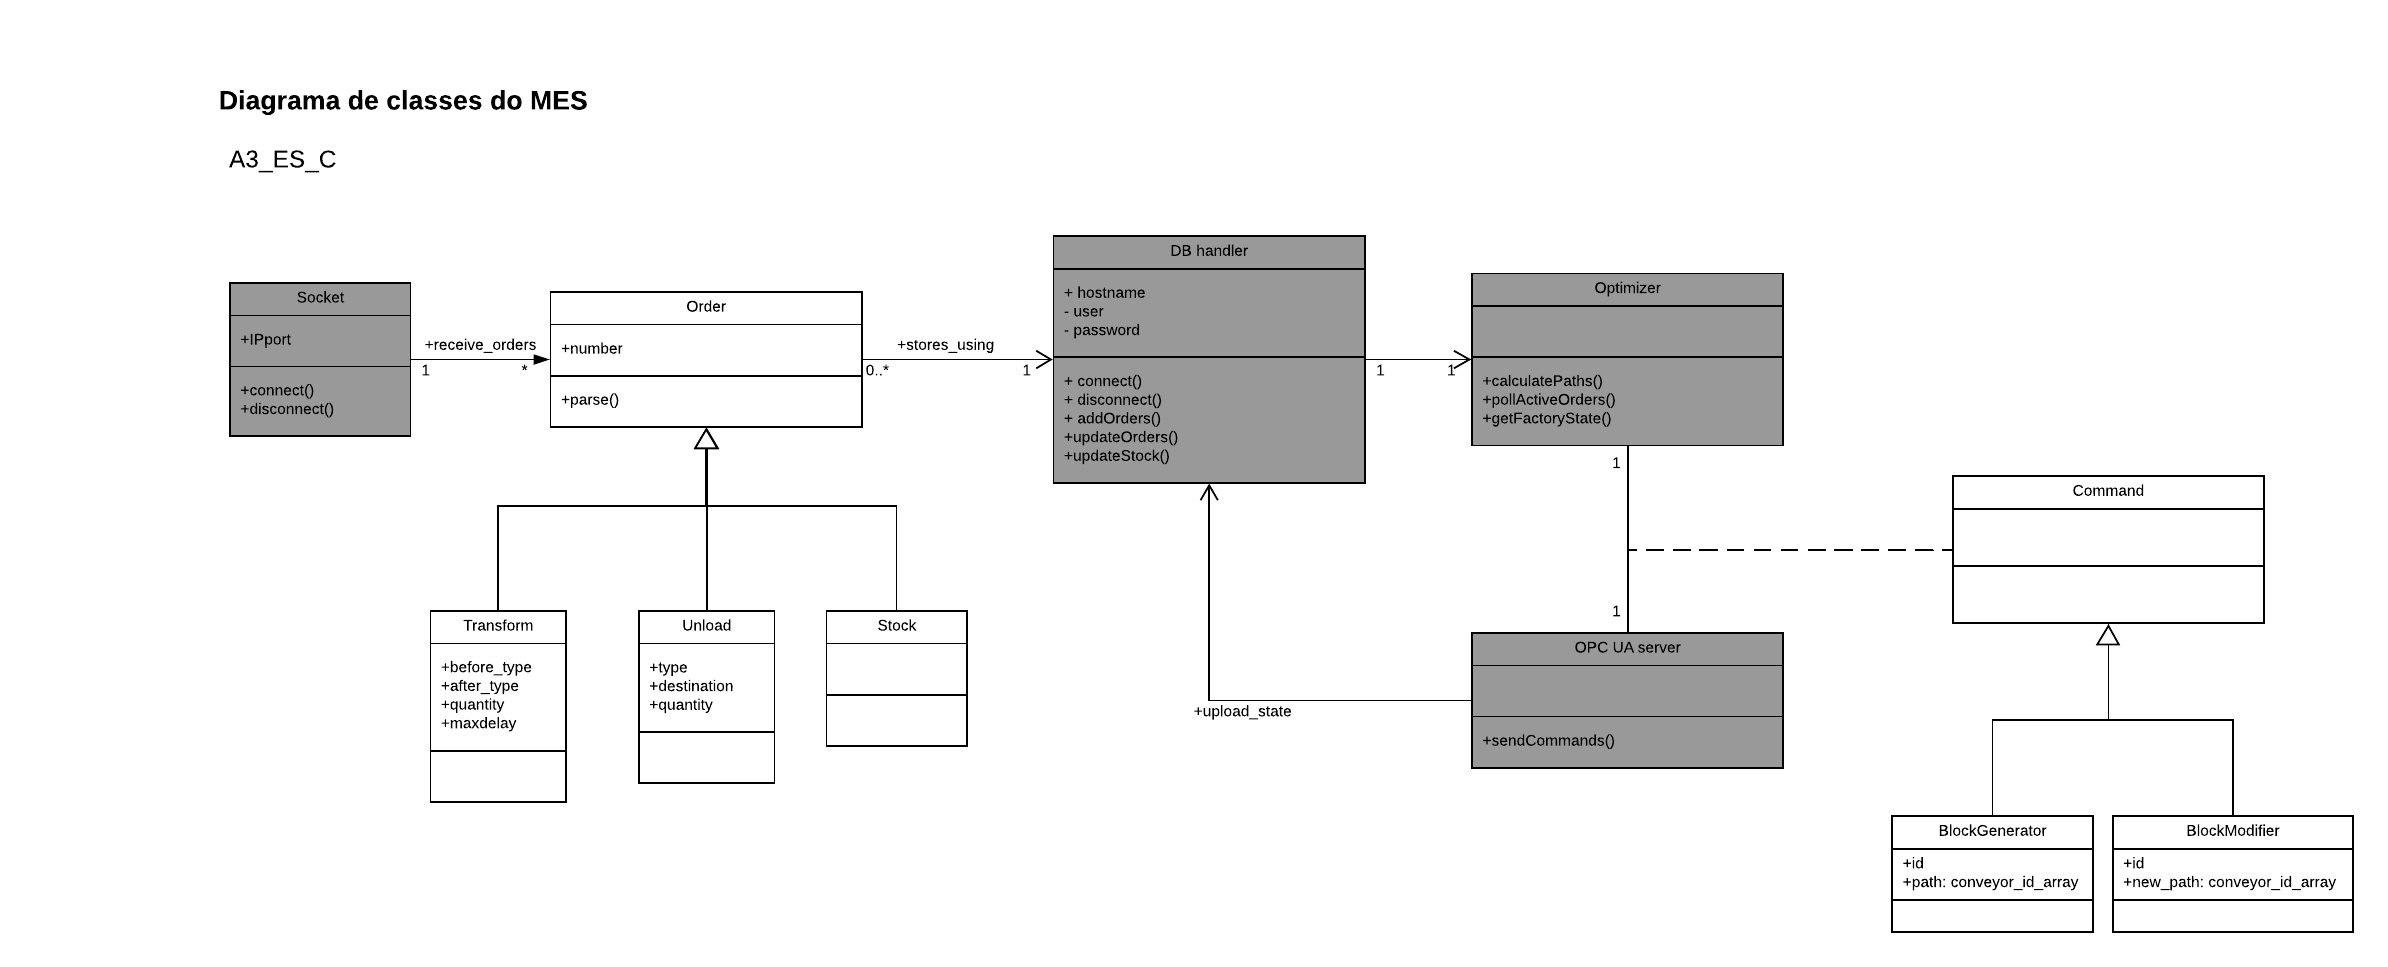 Diagrama de classes do MES
A3_ES_C
Socket
+IPport
+connect()
+disconnect()
+receive_orders
1
*
Order
+number
+parse()
+stores_using
0..*
1
DB handler
+ hostname
- user
- password
+ connect()
+ disconnect()
+ addOrders()
+updateOrders()
+updateStock()
1
1
Optimizer
+calculatePaths()
+pollActiveOrders()
+getFactoryState()
1
1
Command
Transform
+before_type
+after_type
+quantity
+maxdelay
Unload
+type
+destination
+quantity
Stock
+upload_state
OPC UA server
+sendCommands()
BlockGenerator
+id
+path: conveyor_id_array
BlockModifier
+id
+new_path: conveyor_id_array